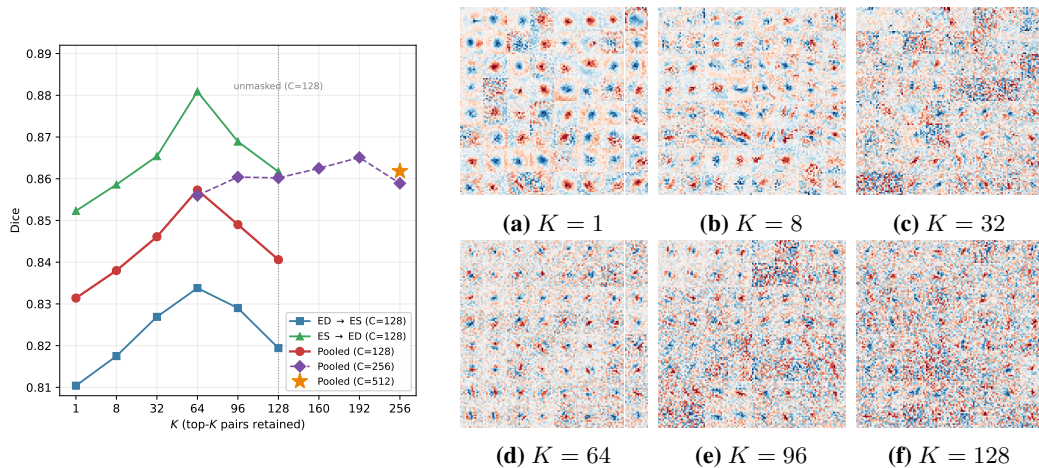 0.89
0.88
0.87
0.86
0.85
0.84
0.83
0.82
0.81
Dice
unmasked (C=128)
ED → ES (C=128)
ES → ED (C=128)
Pooled (C=128)
Pooled (C=256)
Pooled (C=512)
1 8 32 64 96 128 160 192 256
K (top-K pairs retained)
(a) K = 1
(b) K = 8
(c) K = 32
(d) K = 64
(e) K = 96
(f) K = 128